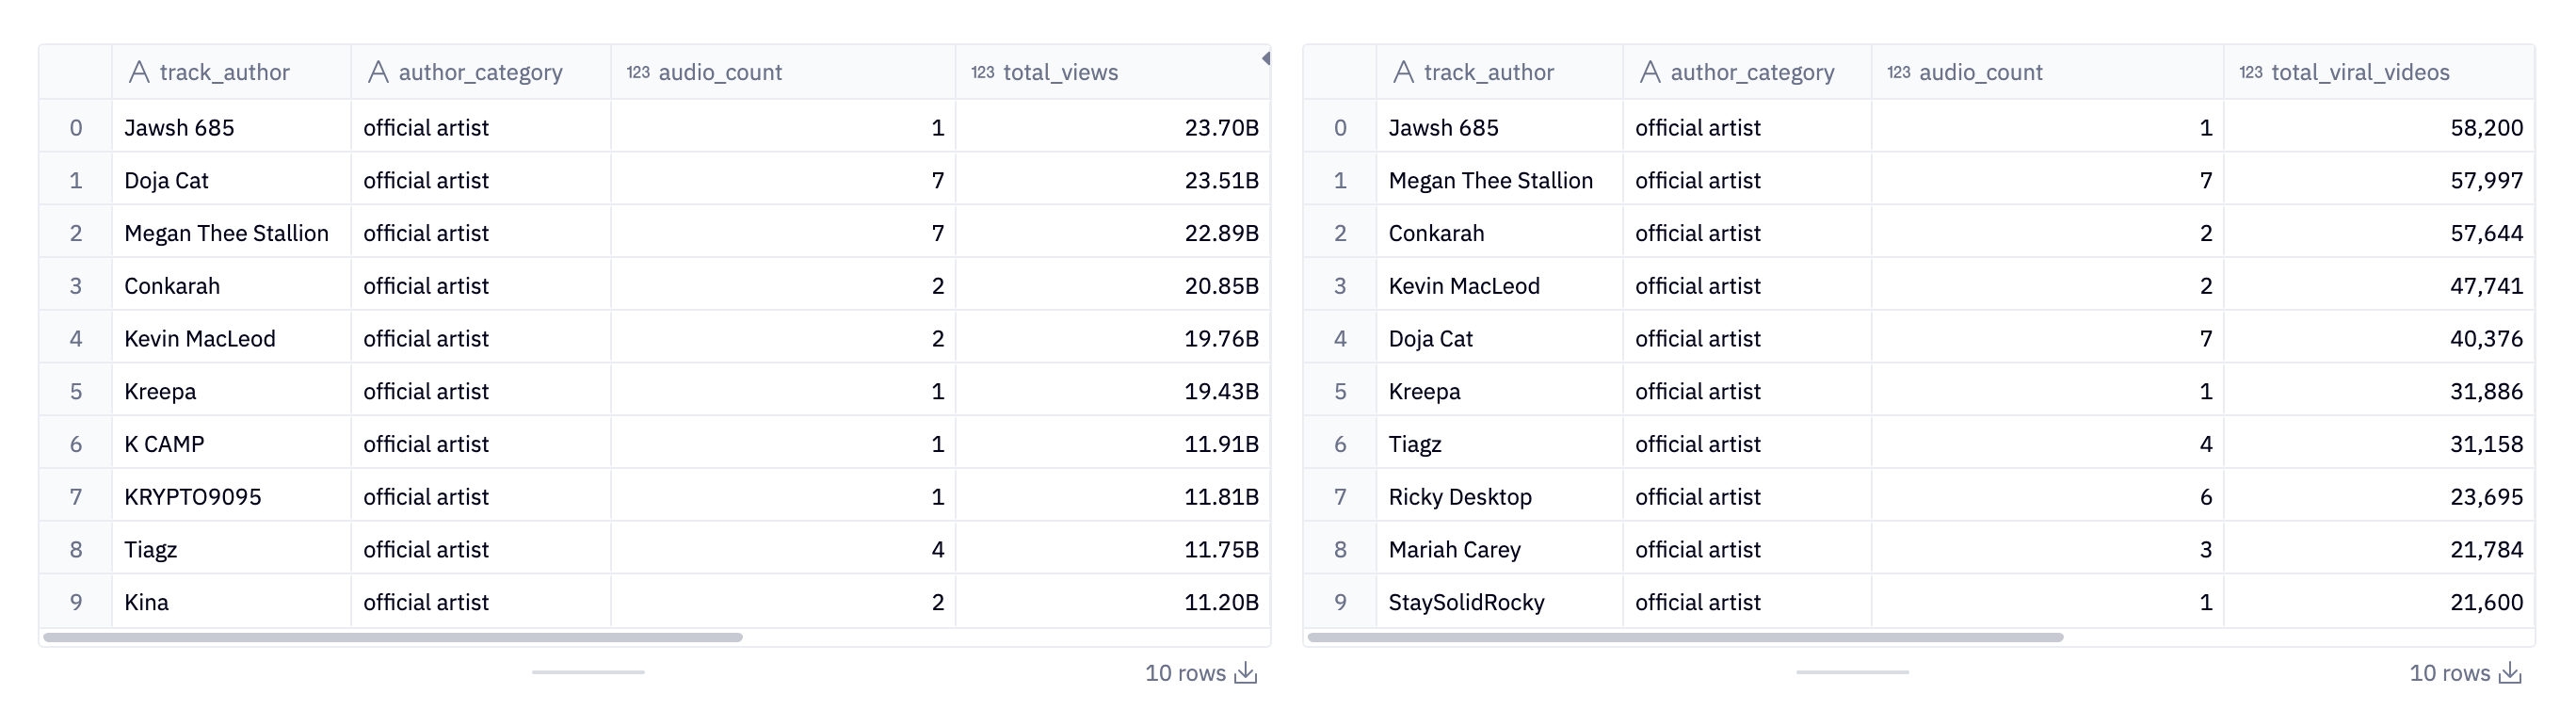 track_author author_category 123 audio_count 123 total_views
0 Jawsh 685 official artist 1 23.70B
1 Doja Cat official artist 7 23.51B
2 Megan Thee Stallion official artist 7 22.89B
3 Conkarah official artist 2 20.85B
4 Kevin MacLeod official artist 2 19.76B
5 Kreepa official artist 1 19.43B
6 K CAMP official artist 1 11.91B
7 KRYPTO9095 official artist 1 11.81B
8 Tiagz official artist 4 11.75B
9 Kina official artist 2 11.20B
10 rows
track_author author_category 123 audio_count 123 total_viral_videos
0 Jawsh 685 official artist 1 58,200
1 Megan Thee Stallion official artist 7 57,997
2 Conkarah official artist 2 57,644
3 Kevin MacLeod official artist 2 47,741
4 Doja Cat official artist 7 40,376
5 Kreepa official artist 1 31,886
6 Tiagz official artist 4 31,158
7 Ricky Desktop official artist 6 23,695
8 Mariah Carey official artist 3 21,784
9 StaySolidRocky official artist 1 21,600
10 rows